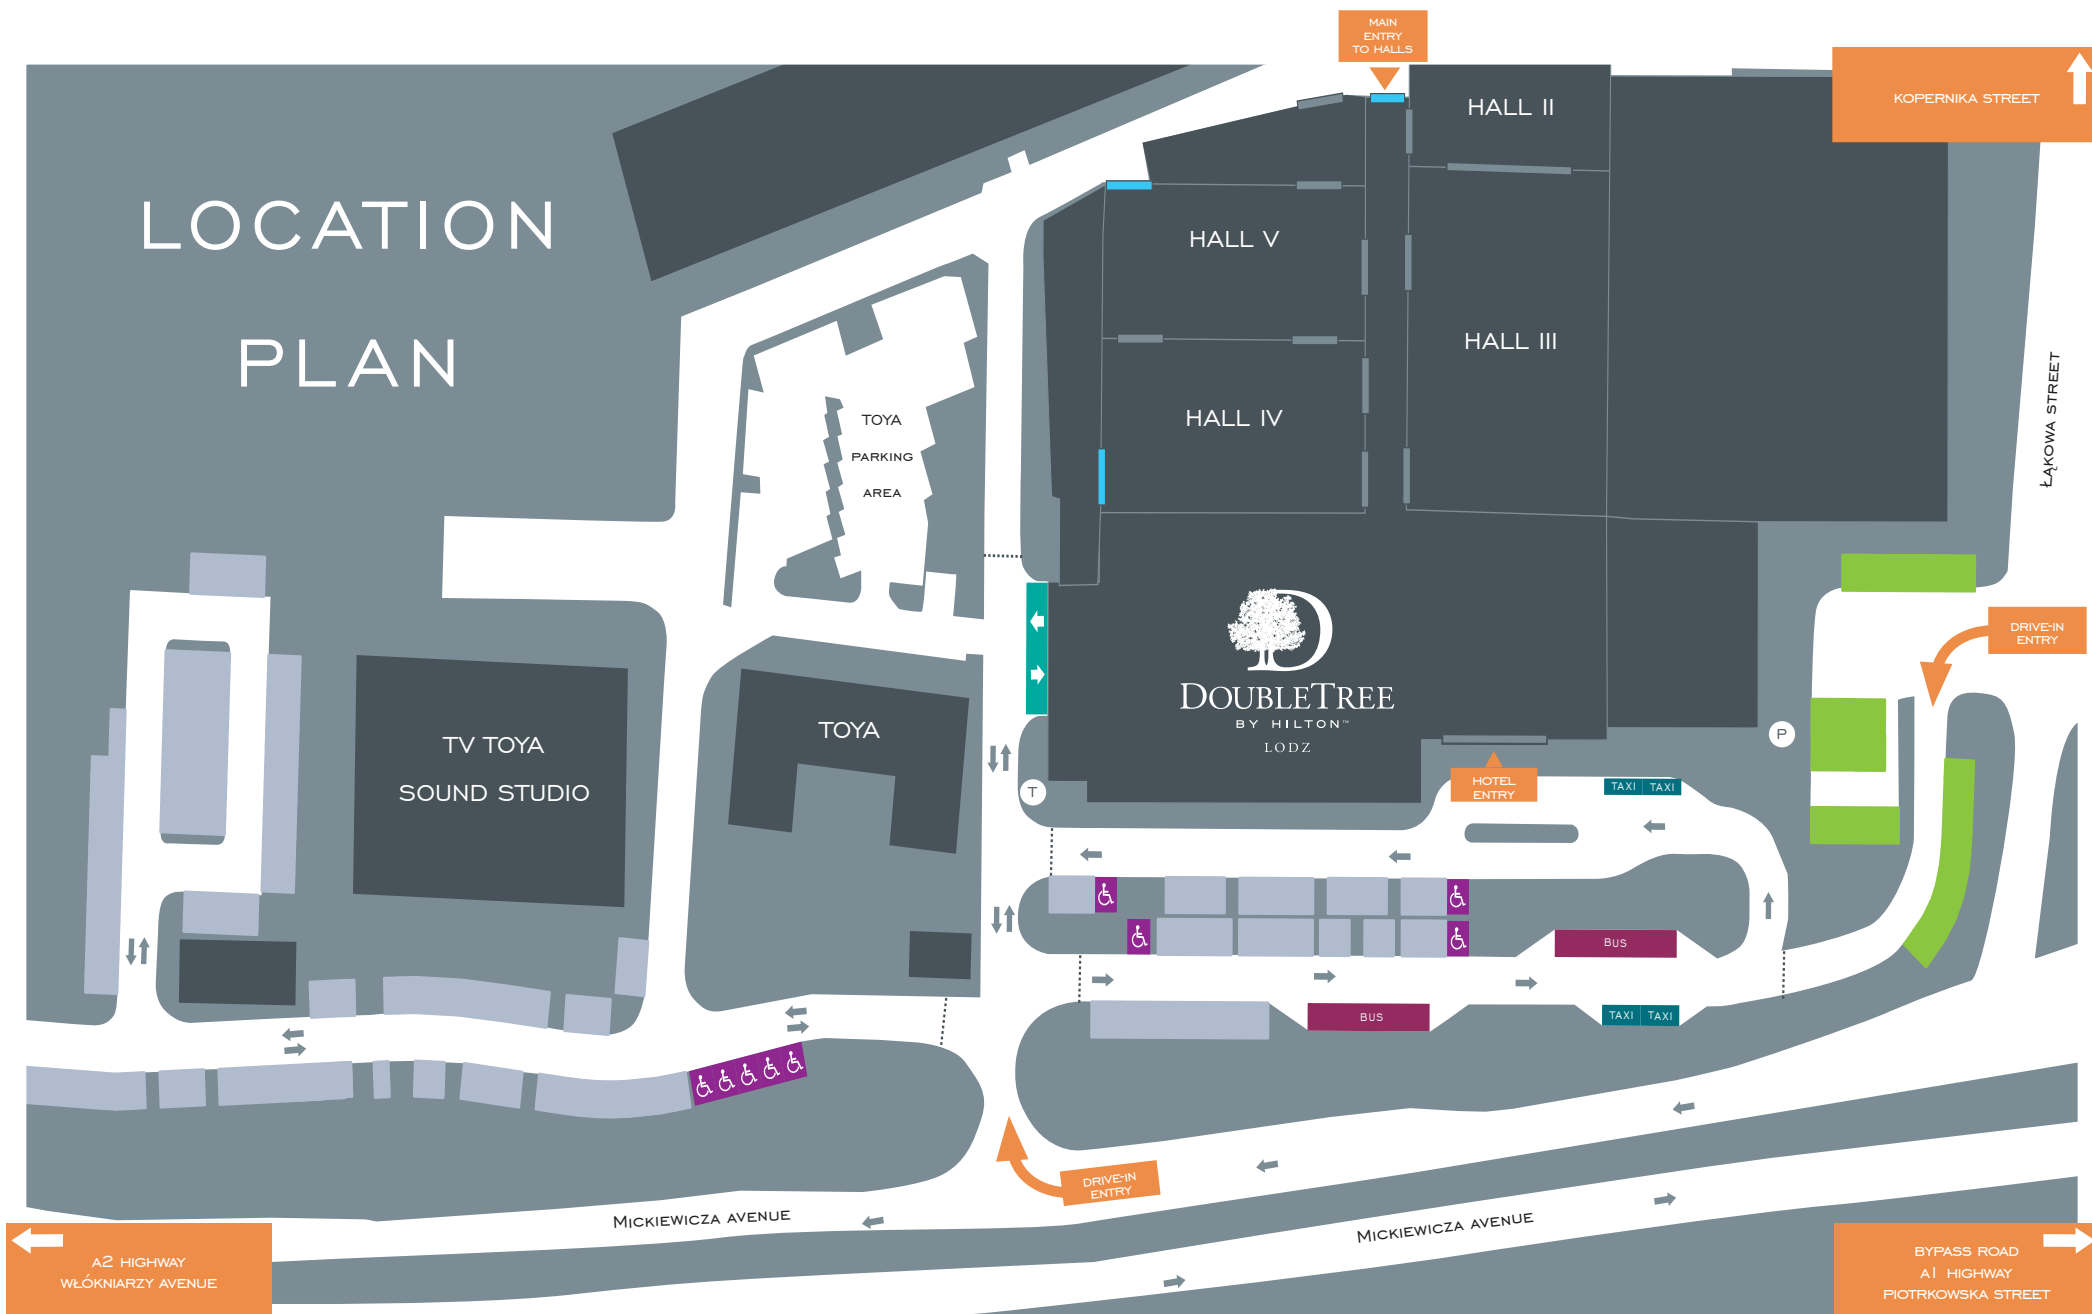 MAIN
ENTRY
TO HALLS
KOPERNIKA STREET
HALL II
LOCATION
PLAN
HALL V
HALL III
HALL IV
ŁĄKOWA STREET
TOYA
PARKING
AREA
DRIVE-IN
ENTRY
D
DOUBLETREE
BY HILTON™
LODZ
TOYA
TV TOYA
SOUND STUDIO
P
T
HOTEL
ENTRY
TAXI TAXI
BUS
BUS
TAXI TAXI
DRIVE-IN
ENTRY
MICKIEWICZA AVENUE
MICKIEWICZA AVENUE
A2 HIGHWAY
WŁÓKNIARZY AVENUE
BYPASS ROAD
A1 HIGHWAY
PIOTRKOWSKA STREET